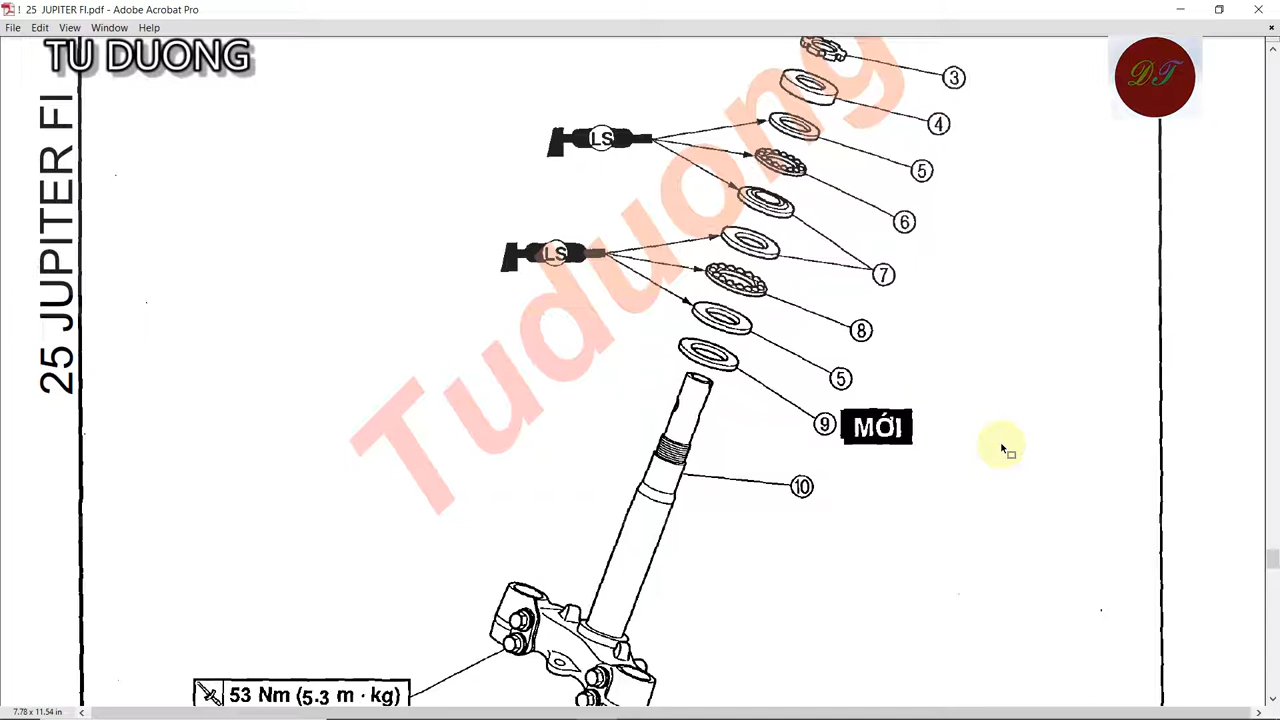 ! 25 JUPITER FI.pdf - Adobe Acrobat Pro
File Edit View Window Help
TU DUONG
DT
25 JUPITER FI
Tuduong
3
4
LS
5
6
7
LS
8
5
9 MỚI
10
53 Nm (5.3 m · kg)
7.78 x 11.54 in